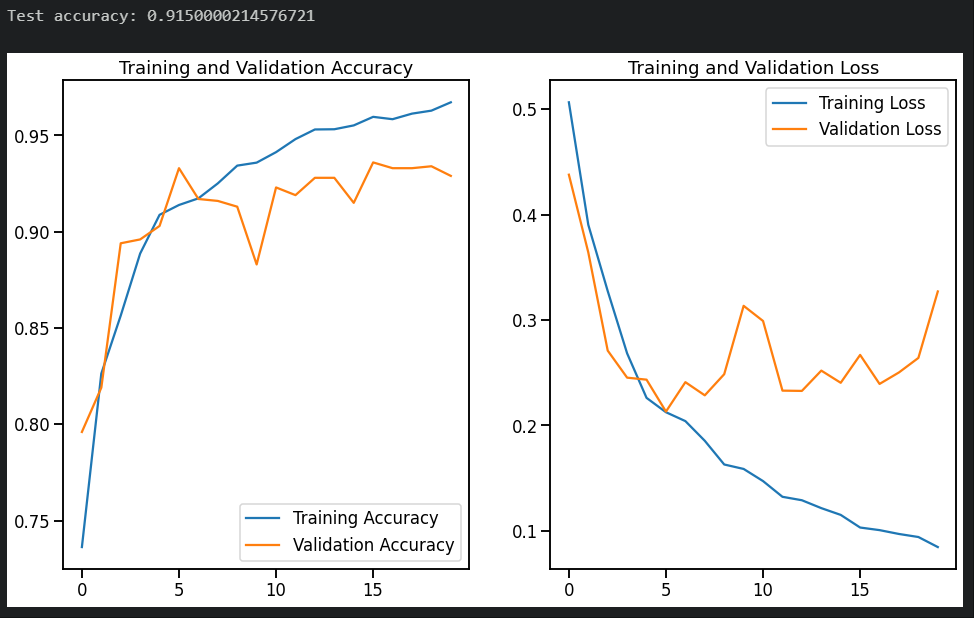 Test accuracy: 0.9150000214576721
Training and Validation Accuracy
0.95
0.90
0.85
0.80
0.75
Training Accuracy
Validation Accuracy
0 5 10 15
Training and Validation Loss
Training Loss
Validation Loss
0.5
0.4
0.3
0.2
0.1
0 5 10 15